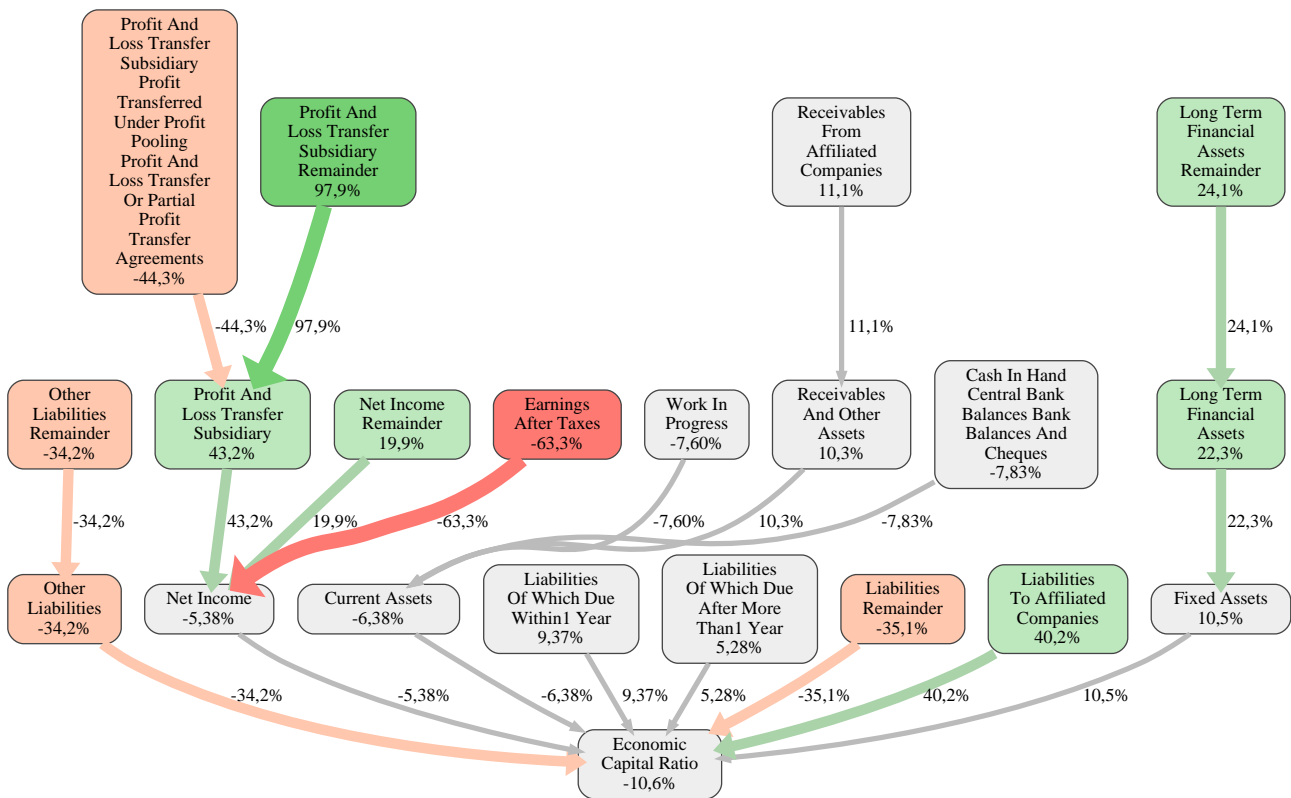 Profit And
Loss Transfer
Subsidiary
Profit
Transferred
Under Profit
Pooling
Profit And
Loss Transfer
Or Partial
Profit
Transfer
Agreements
-44,3%
Profit And
Loss Transfer
Subsidiary
Remainder
97,9%
Receivables
From
Affiliated
Companies
11,1%
Long Term
Financial
Assets
Remainder
24,1%
-44,3%
97,9%
11,1%
24,1%
Other
Liabilities
Remainder
-34,2%
Profit And
Loss Transfer
Subsidiary
43,2%
Net Income
Remainder
19,9%
Earnings
After Taxes
-63,3%
Work In
Progress
-7,60%
Receivables
And Other
Assets
10,3%
Cash In Hand
Central Bank
Balances Bank
Balances And
Cheques
-7,83%
Long Term
Financial
Assets
22,3%
-34,2%
43,2%
19,9%
-63,3%
-7,60%
10,3%
-7,83%
22,3%
Other
Liabilities
-34,2%
Net Income
-5,38%
Current Assets
-6,38%
Liabilities
Of Which Due
Within1 Year
9,37%
Liabilities
Of Which Due
After More
Than1 Year
5,28%
Liabilities
Remainder
-35,1%
Liabilities
To Affiliated
Companies
40,2%
Fixed Assets
10,5%
-34,2%
-5,38%
-6,38%
9,37%
5,28%
-35,1%
40,2%
10,5%
Economic
Capital Ratio
-10,6%